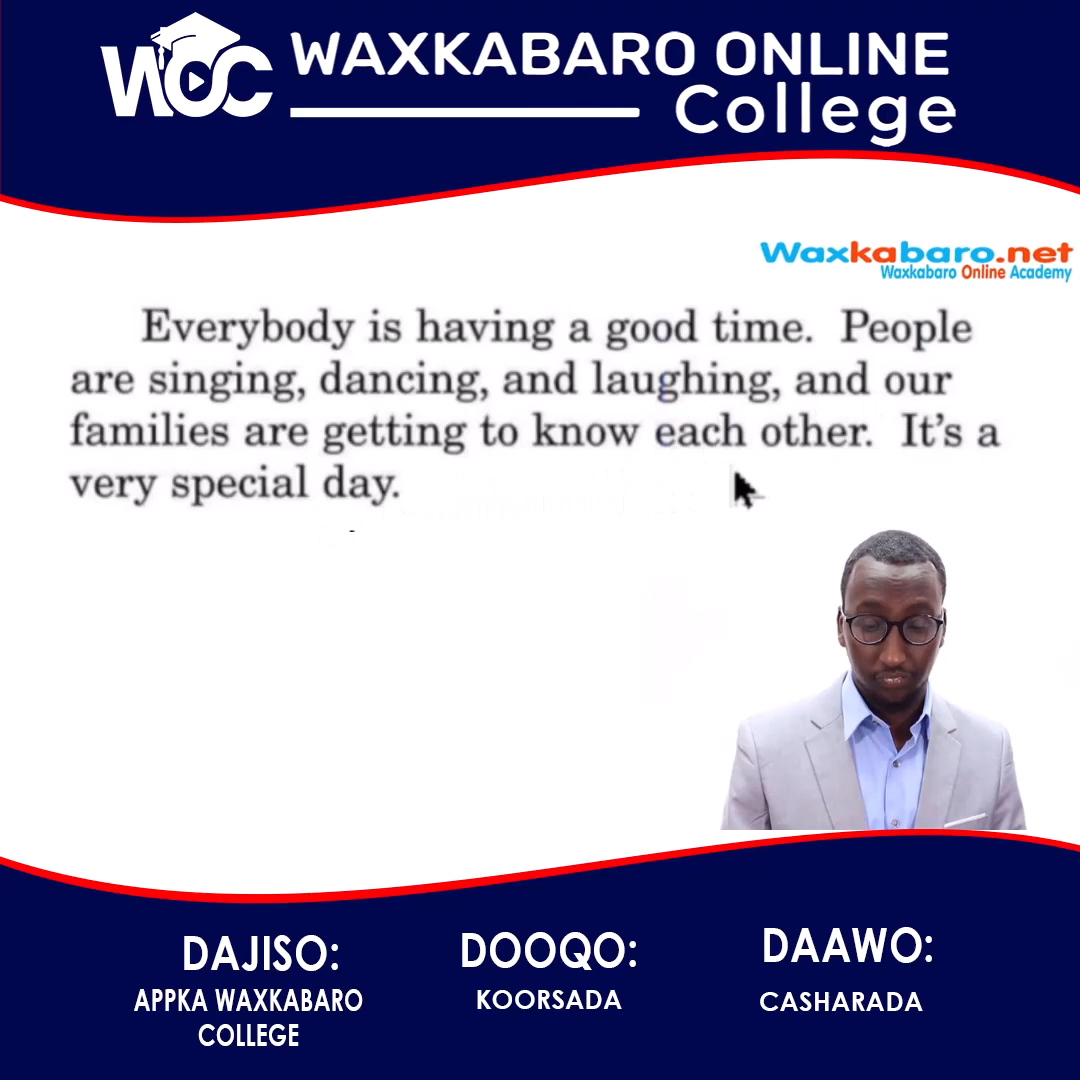 WOC WAXKABARO ONLINE
College
Waxkabaro.net
Waxkabaro Online Academy
Everybody is having a good time. People
are singing, dancing, and laughing, and our
families are getting to know each other. It's a
very special day.
DAJISO:
APPKA WAXKABARO
COLLEGE
DOOQO:
KOORSADA
DAAWO:
CASHARADA